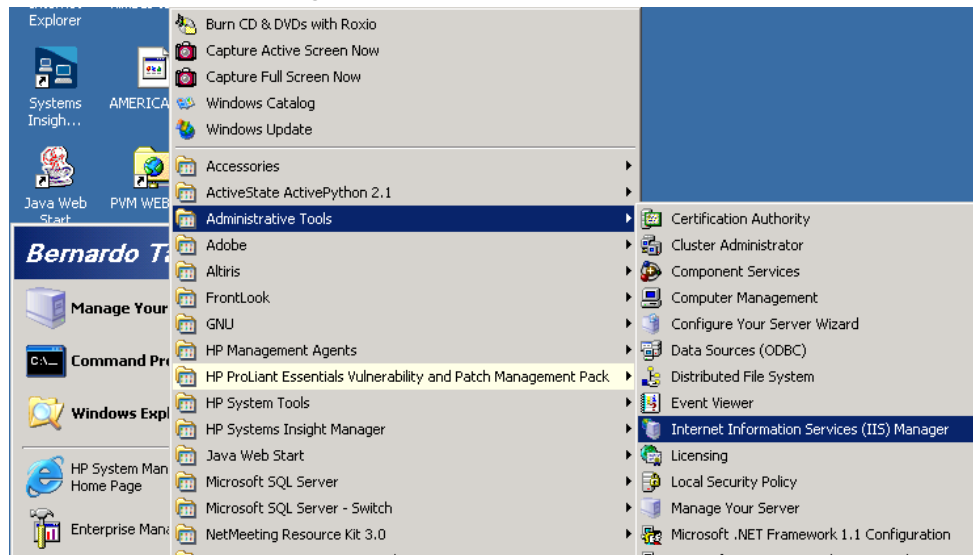 Explorer
Systems
Insigh...
AMERICA
Java Web
Start
PVM WEB
Bernardo
Manage Your
Command
Windows
HP System Man
Home Page
Enterprise
Burn CD & DVDs with Roxio
Capture Active Screen Now
Capture Full Screen Now
Windows Catalog
Windows Update
Accessories
ActiveState ActivePython 2.1
Administrative Tools
Adobe
Altiris
FrontLook
GNU
HP Management Agents
HP ProLiant Essentials Vulnerability and Patch Management Pack
HP System Tools
HP Systems Insight Manager
Java Web Start
Microsoft SQL Server
Microsoft SQL Server - Switch
NetMeeting Resource Kit 3.0
Certification Authority
Cluster Administrator
Component Services
Computer Management
Configure Your Server Wizard
Data Sources (ODBC)
Distributed File System
Event Viewer
Internet Information Services (IIS) Manager
Licensing
Local Security Policy
Manage Your Server
Microsoft .NET Framework 1.1 Configuration